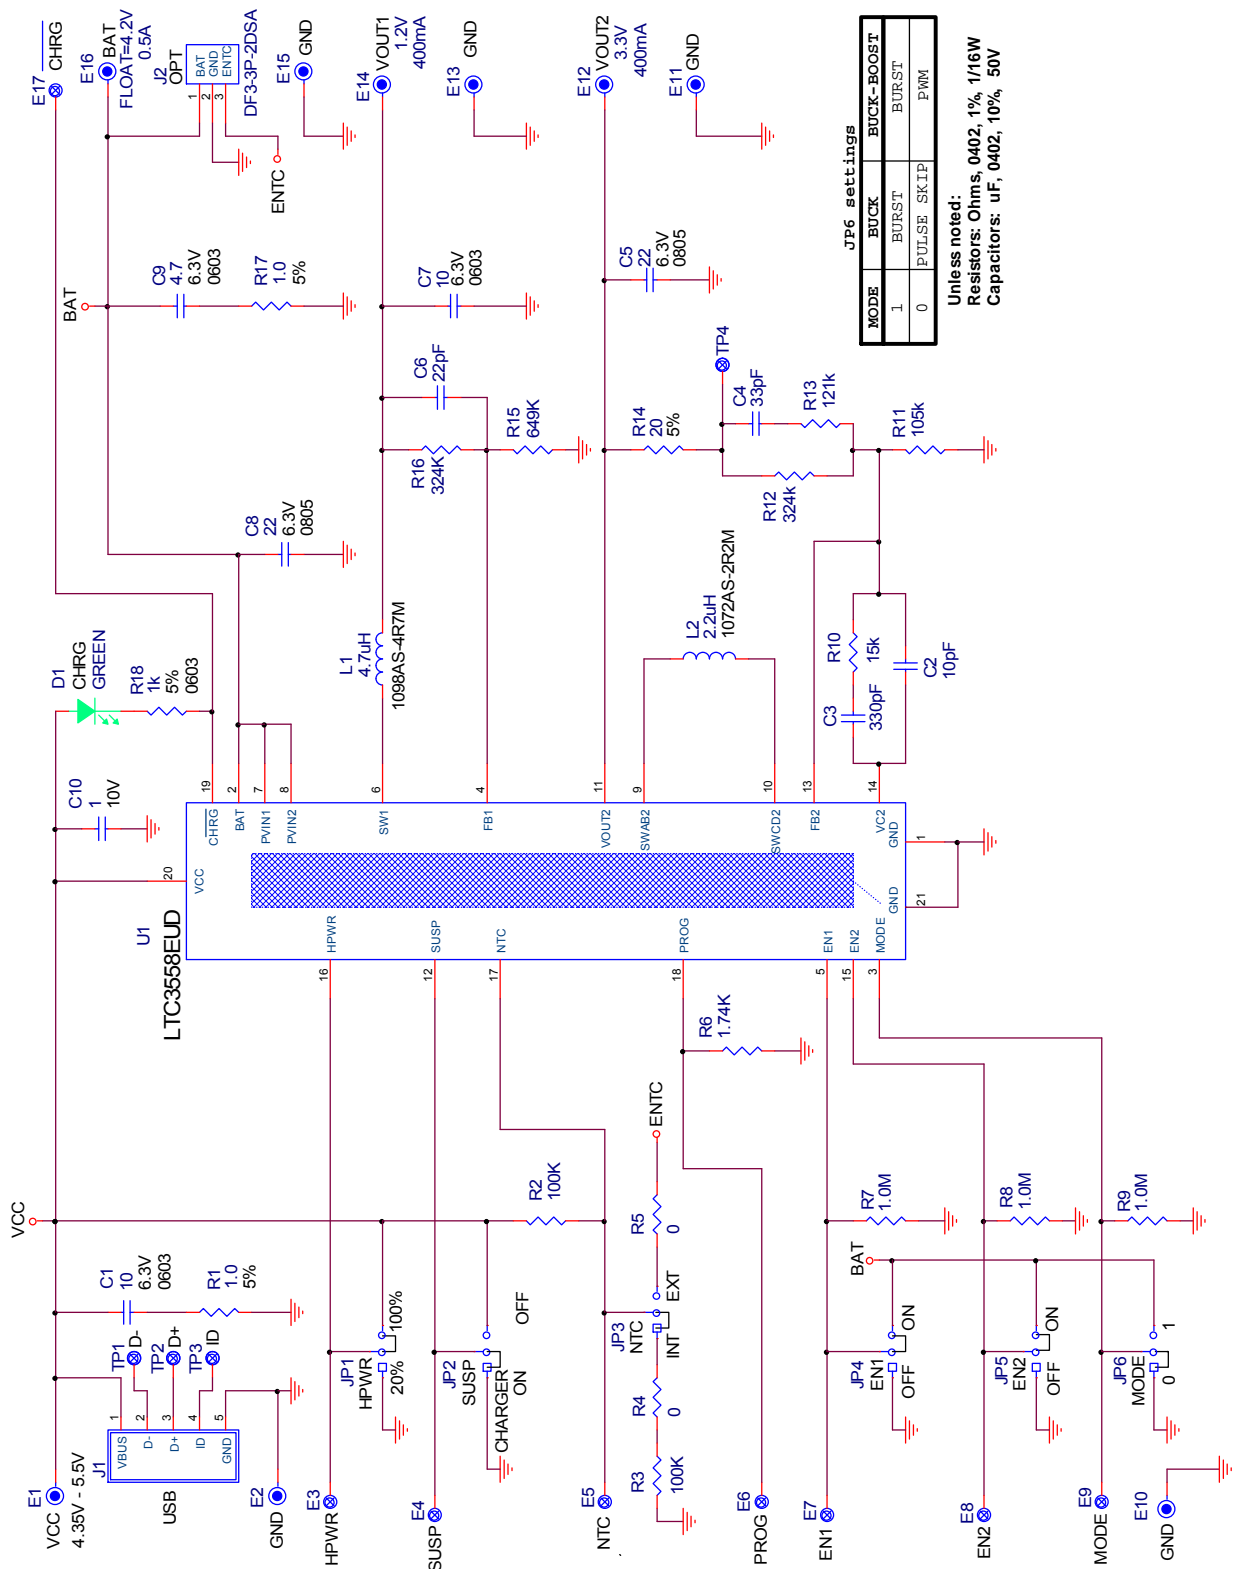 E1
VCC
4.35V - 5.5V
J1
USB
VBUS
D-
D+
ID
GND
1
2
3
4
5
TP1
D-
TP2
D+
TP3
ID
E2
GND
C1
10
6.3V
0603
R1
1.0
5%
VCC
E3
HPWR
JP1
HPWR
20%
100%
E4
SUSP
JP2
SUSP
CHARGER
ON
OFF
R2
100K
E5
NTC
JP3
NTC
INT
EXT
R3
100K
R4
0
R5
0
ENTC
E6
PROG
R6
1.74K
E7
EN1
JP4
EN1
OFF
ON
BAT
R7
1.0M
E8
EN2
JP5
EN2
OFF
ON
R8
1.0M
E9
MODE
JP6
MODE
0
1
R9
1.0M
E10
GND
U1
LTC3558EUD
20
VCC
16
HPWR
12
SUSP
17
NTC
18
PROG
5
EN1
15
EN2
3
MODE
19
CHRG
2
BAT
7
PVIN1
8
PVIN2
6
SW1
4
FB1
11
VOUT2
9
SWAB2
10
SWCD2
13
FB2
14
VC2
GND
1
GND
21
C10
1
10V
D1
CHRG
GREEN
R18
1k
5%
0603
C8
22
6.3V
0805
BAT
C9
4.7
6.3V
0603
R17
1.0
5%
L1
4.7uH
1098AS-4R7M
R16
324K
C6
22pF
R15
649K
C7
10
6.3V
0603
L2
2.2uH
1072AS-2R2M
R14
20
5%
C5
22
6.3V
0805
TP4
C4
33pF
R13
121k
R12
324k
R11
105k
R10
15k
C3
330pF
C2
10pF
E17
CHRG
E16
BAT
FLOAT=4.2V
0.5A
J2
OPT
BAT
GND
ENTC
1
2
3
DF3-3P-2DSA
ENTC
E15
GND
E14
VOUT1
1.2V
400mA
E13
GND
E12
VOUT2
3.3V
400mA
E11
GND
JP6 settings
MODE BUCK BUCK-BOOST
1 BURST BURST
0 PULSE SKIP PWM
Unless noted:
Resistors: Ohms, 0402, 1%, 1/16W
Capacitors: uF, 0402, 10%, 50V